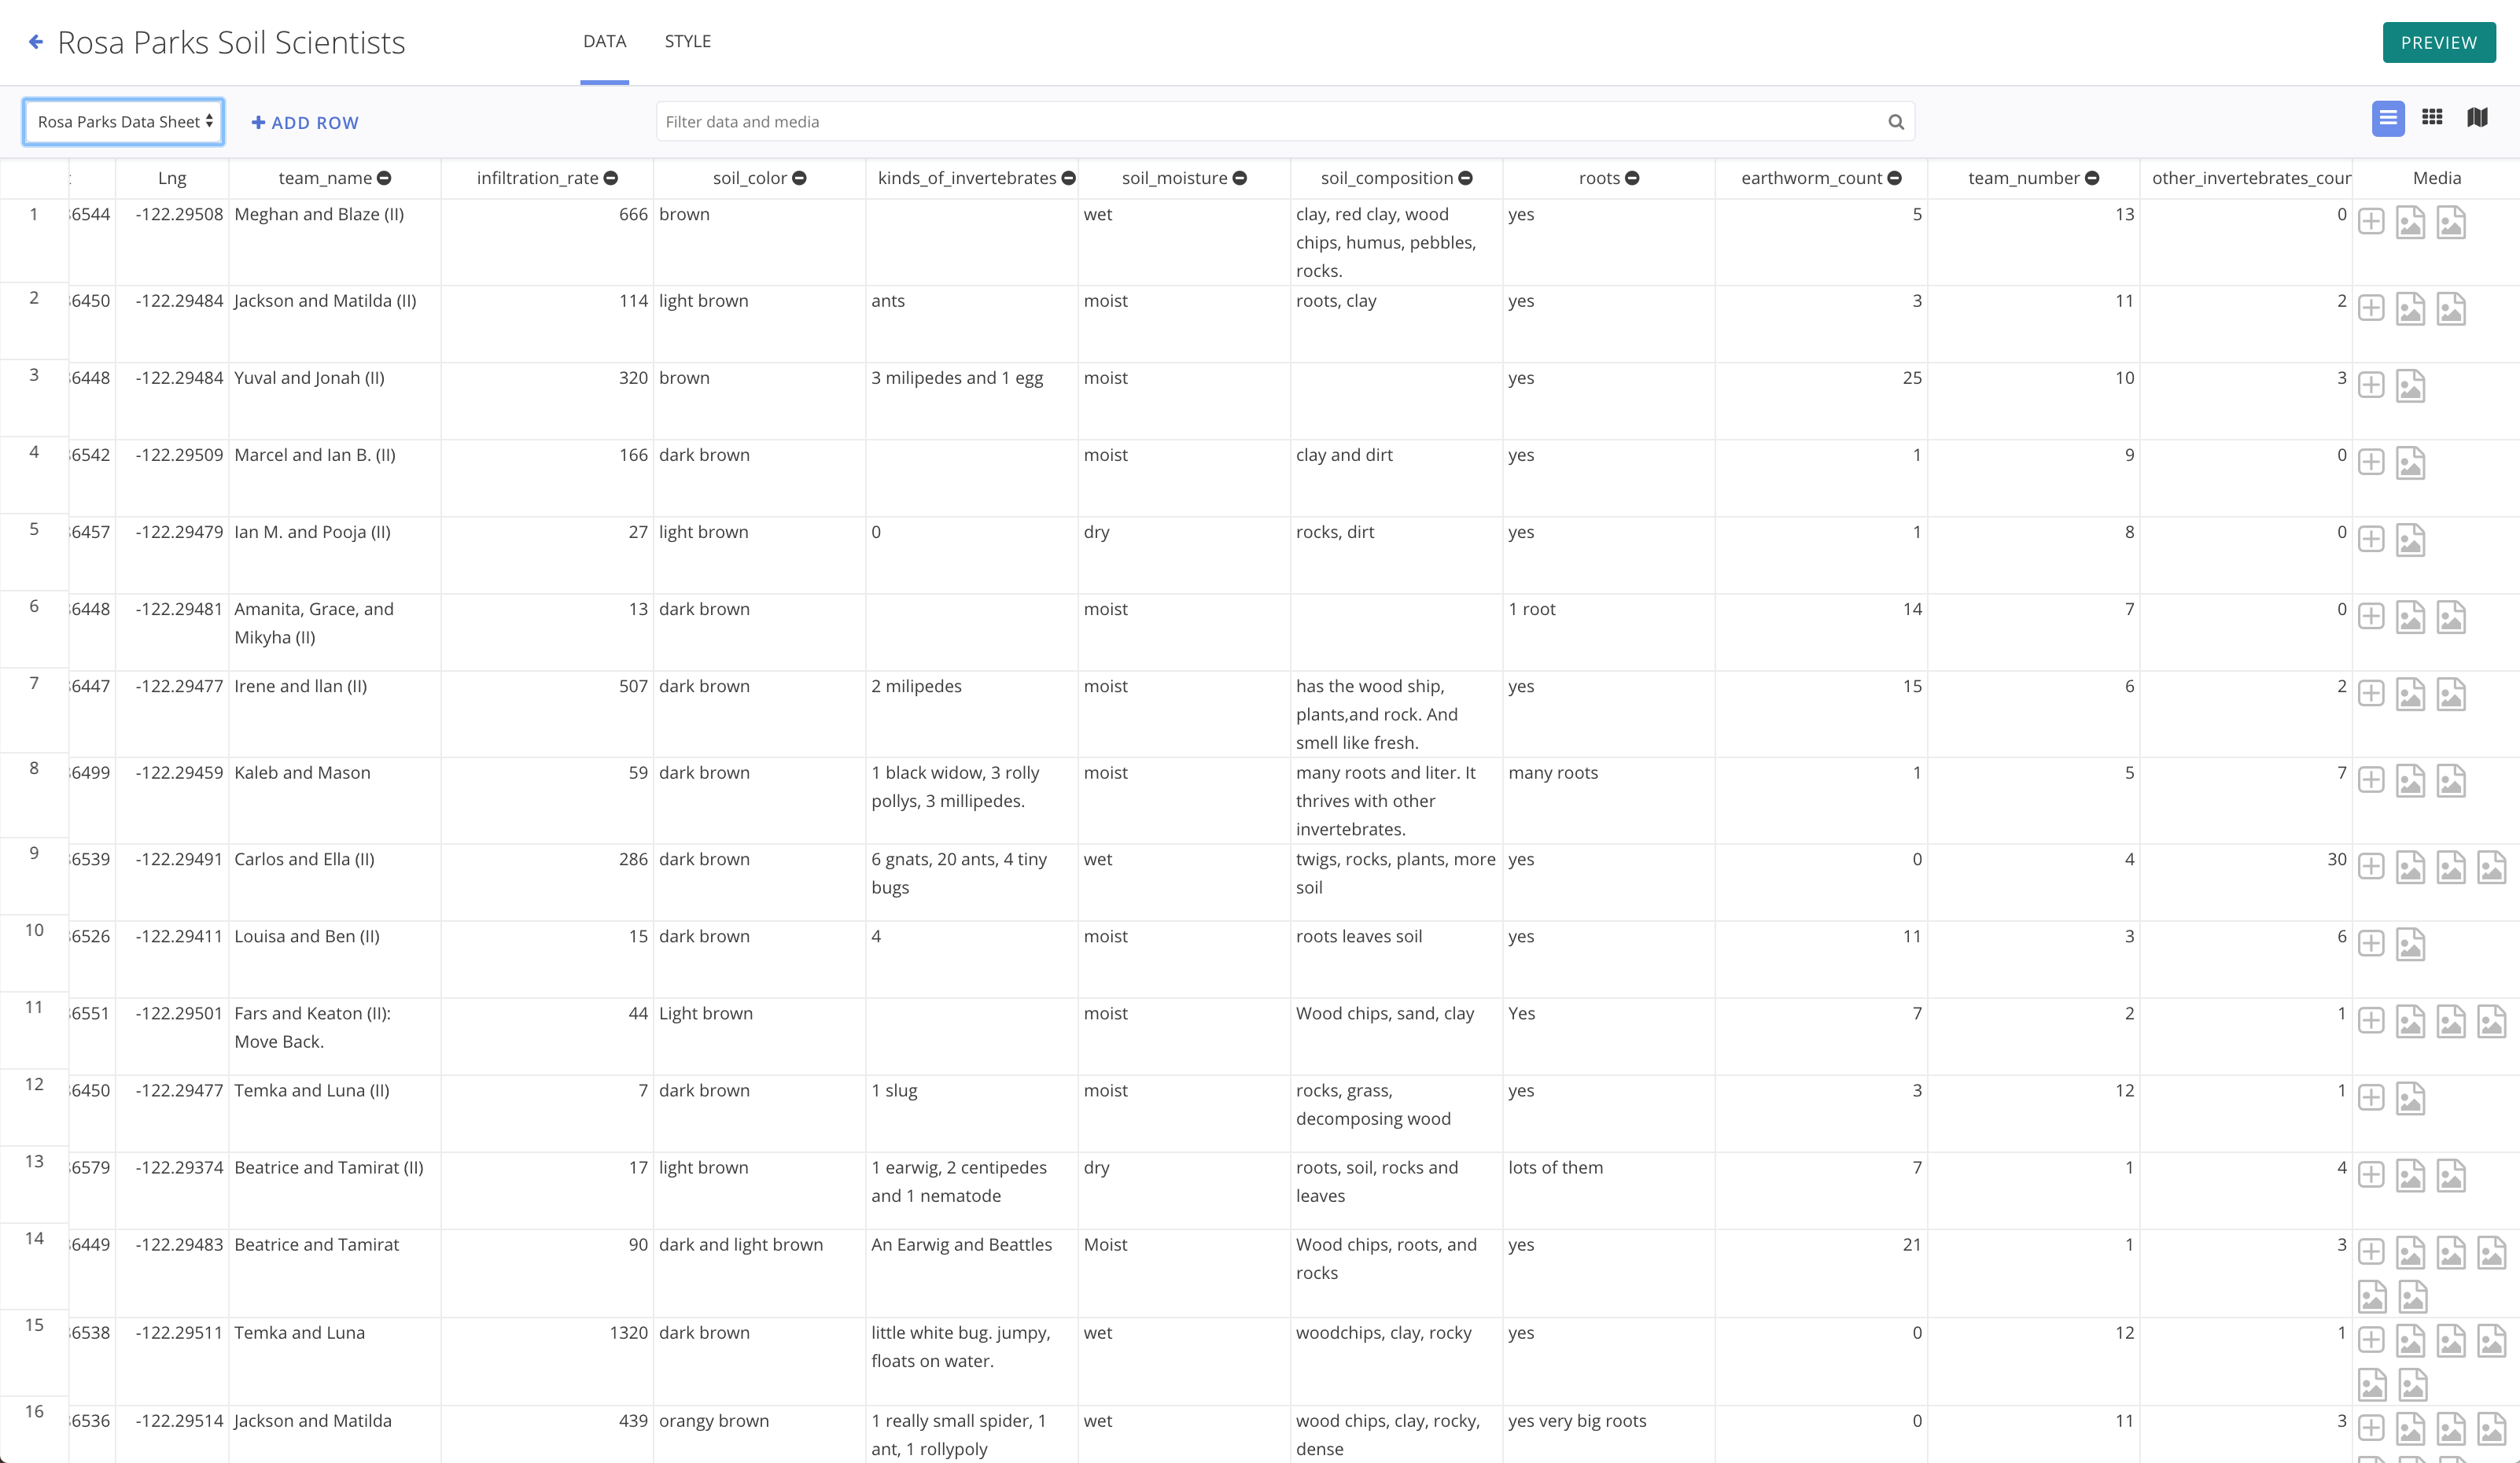 Rosa Parks Soil Scientists
DATA
STYLE
PREVIEW
Rosa Parks Data Sheet
ADD ROW
Filter data and media
Lng team_name infiltration_rate soil_color kinds_of_invertebrates soil_moisture soil_composition roots earthworm_count team_number other_invertebrates_cour Media
1 6544 -122.29508 Meghan and Blaze (II) 666 brown wet clay, red clay, wood yes 5 13 0
chips, humus, pebbles,
rocks.
2 6450 -122.29484 Jackson and Matilda (II) 114 light brown ants moist roots, clay yes 3 11 2
3 6448 -122.29484 Yuval and Jonah (II) 320 brown 3 milipedes and 1 egg moist yes 25 10 3
4 6542 -122.29509 Marcel and Ian B. (II) 166 dark brown moist clay and dirt yes 1 9 0
5 6457 -122.29479 Ian M. and Pooja (II) 27 light brown 0 dry rocks, dirt yes 1 8 0
6 6448 -122.29481 Amanita, Grace, and 13 dark brown moist 1 root 14 7 0
Mikyha (II)
7 6447 -122.29477 Irene and Ilan (II) 507 dark brown 2 milipedes moist has the wood ship, yes 15 6 2
plants,and rock. And
smell like fresh.
8 6499 -122.29459 Kaleb and Mason 59 dark brown 1 black widow, 3 rolly moist many roots and liter. It many roots 1 5 7
pollys, 3 millipedes. thrives with other
invertebrates.
9 6539 -122.29491 Carlos and Ella (II) 286 dark brown 6 gnats, 20 ants, 4 tiny wet twigs, rocks, plants, more yes 0 4 30
bugs soil
10 6526 -122.29411 Louisa and Ben (II) 15 dark brown 4 moist roots leaves soil yes 11 3 6
11 6551 -122.29501 Fars and Keaton (II): 44 Light brown moist Wood chips, sand, clay Yes 7 2 1
Move Back.
12 6450 -122.29477 Temka and Luna (II) 7 dark brown 1 slug moist rocks, grass, yes 3 12 1
decomposing wood
13 6579 -122.29374 Beatrice and Tamirat (II) 17 light brown 1 earwig, 2 centipedes dry roots, soil, rocks and lots of them 7 1 4
and 1 nematode leaves
14 6449 -122.29483 Beatrice and Tamirat 90 dark and light brown An Earwig and Beattles Moist Wood chips, roots, and yes 21 1 3
rocks
15 6538 -122.29511 Temka and Luna 1320 dark brown little white bug. jumpy, wet woodchips, clay, rocky yes 0 12 1
floats on water.
16 6536 -122.29514 Jackson and Matilda 439 orangy brown 1 really small spider, 1 wet wood chips, clay, rocky, yes very big roots 0 11 3
ant, 1 rollypoly dense